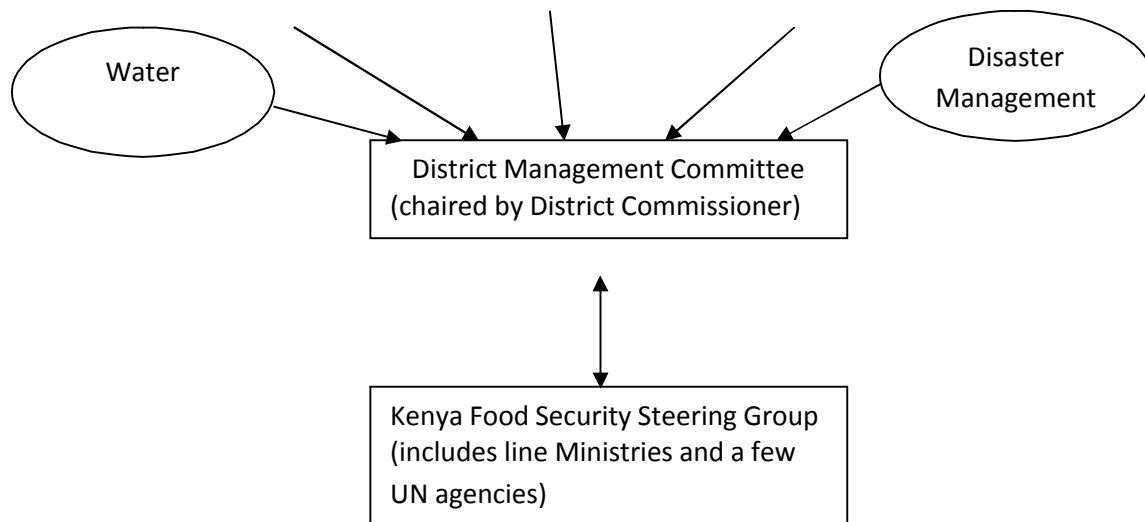 Water
Disaster
Management
District Management Committee
(chaired by District Commissioner)
Kenya Food Security Steering Group
(includes line Ministries and a few
UN agencies)